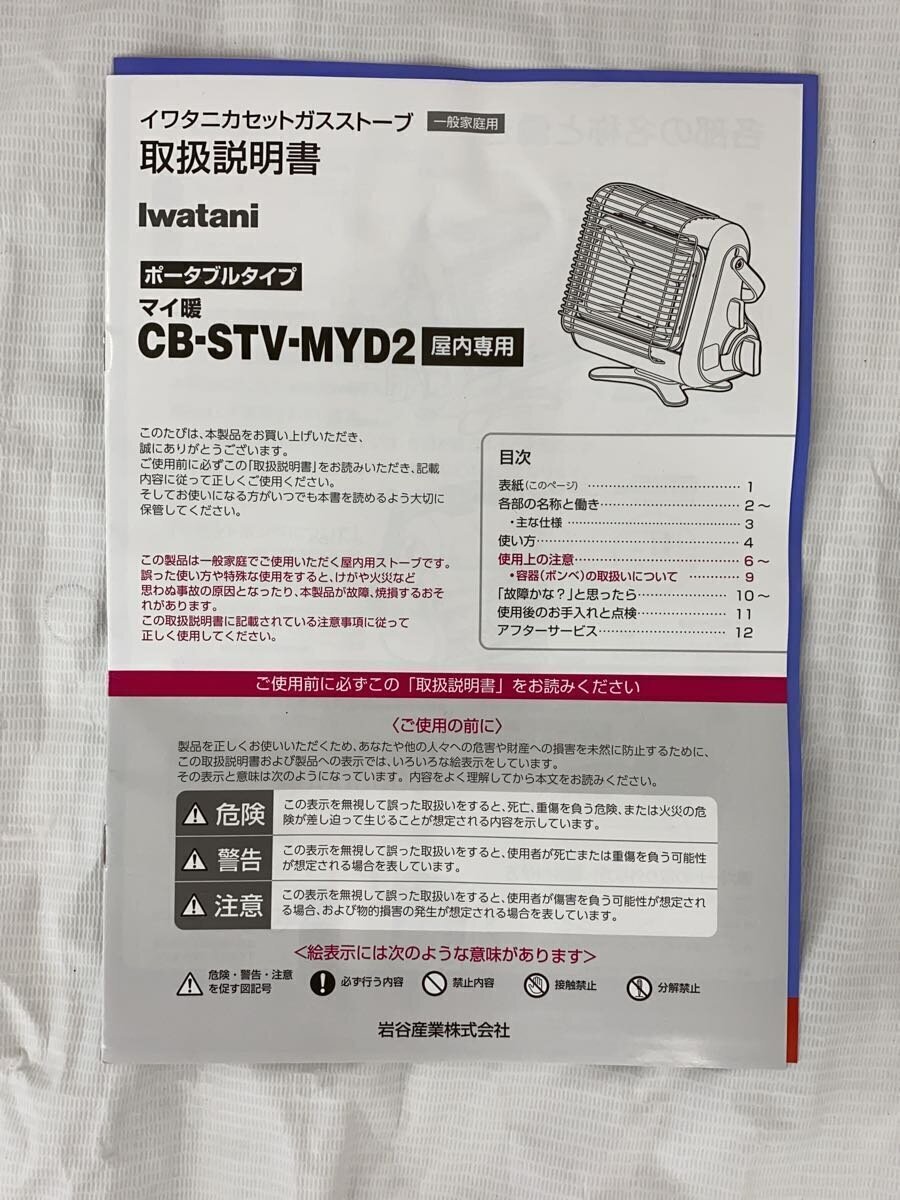 イワタニカセットガスストーブ 一般家庭用
取扱説明書
Iwatani
ポータブルタイプ
マイ暖
CB-STV-MYD2 屋内専用
このたびは、本製品をお買い上げいただき、
誠にありがとうございます。
ご使用前に必ずこの「取扱説明書」をお読みいただき、記載
内容に従って正しくご使用ください。
そしてお使いになる方がいつでも本書を読めるよう大切に
保管してください。
この製品は一般家庭でご使用いただく屋内用ストーブです。
誤った使い方や特殊な使用をすると、けがや火災など
思わぬ事故の原因となったり、本製品が故障、焼損するおそ
れがあります。
この取扱説明書に記載されている注意事項に従って
正しく使用してください。
目次
表紙(このページ) 1
各部の名称と働き 2～
・主な仕様 3
使い方 4
使用上の注意 6～
・容器(ボンベ)の取扱いについて 9
「故障かな?」と思ったら 10～
使用後のお手入れと点検 11
アフターサービス 12
ご使用前に必ずこの「取扱説明書」をお読みください
〈ご使用の前に〉
製品を正しくお使いいただくため、あなたや他の人々への危害や財産への損害を未然に防止するために、
この取扱説明書および製品への表示では、いろいろな絵表示をしています。
その表示と意味は次のようになっています。内容をよく理解してから本文をお読みください。
危険 この表示を無視して誤った取扱いをすると、死亡、重傷を負う危険、または火災の危
険が差し迫って生じることが想定される内容を示しています。
警告 この表示を無視して誤った取扱いをすると、使用者が死亡または重傷を負う可能性
が想定される場合を表しています。
注意 この表示を無視して誤った取扱いをすると、使用者が傷害を負う可能性が想定され
る場合、および物的損害の発生が想定される場合を表しています。
<絵表示には次のような意味があります>
危険・警告・注意
を促す図記号
必ず行う内容
禁止内容
接触禁止
分解禁止
岩谷産業株式会社